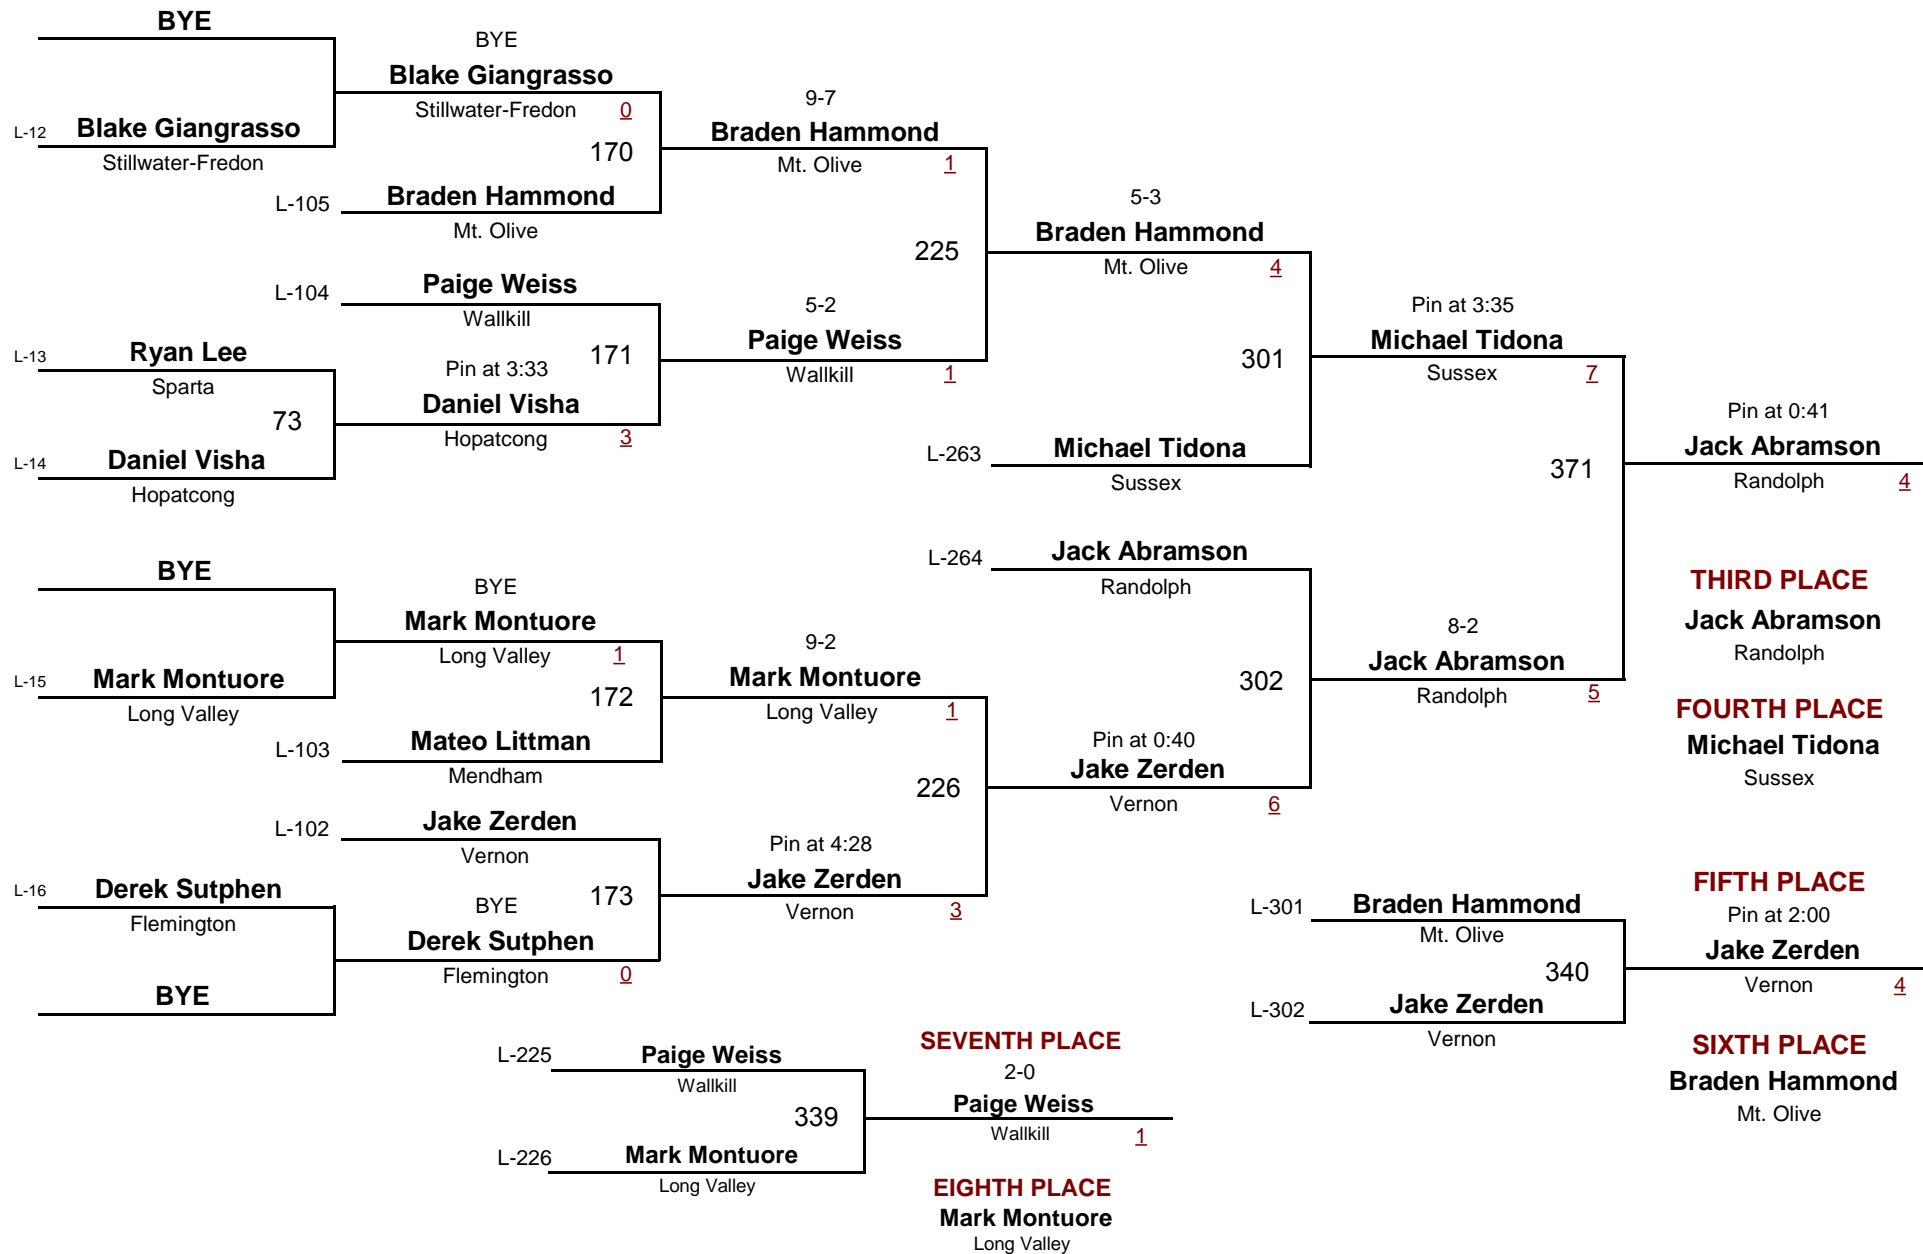 BYE
BYE
Blake Giangrasso
Stillwater-Fredon 0
L-12 Blake Giangrasso
Stillwater-Fredon
170
9-7
Braden Hammond
Mt. Olive 1
L-105 Braden Hammond
Mt. Olive
225
5-3
Braden Hammond
Mt. Olive 4
L-104 Paige Weiss
Wallkill
171
5-2
Paige Weiss
Wallkill 1
L-13 Ryan Lee
Sparta
73
Pin at 3:33
Daniel Visha
Hopatcong 3
L-14 Daniel Visha
Hopatcong
301
Pin at 3:35
Michael Tidona
Sussex 7
L-263 Michael Tidona
Sussex
371
Pin at 0:41
Jack Abramson
Randolph 4
L-264 Jack Abramson
Randolph
THIRD PLACE
Jack Abramson
Randolph
BYE
BYE
Mark Montuore
Long Valley 1
L-15 Mark Montuore
Long Valley
172
9-2
Mark Montuore
Long Valley 1
302
8-2
Jack Abramson
Randolph 5
FOURTH PLACE
Michael Tidona
Sussex
L-103 Mateo Littman
Mendham
226
Pin at 0:40
Jake Zerden
Vernon 6
L-102 Jake Zerden
Vernon
173
Pin at 4:28
Jake Zerden
Vernon 3
L-16 Derek Sutphen
Flemington
BYE
Derek Sutphen
Flemington 0
BYE
L-301 Braden Hammond
Mt. Olive
340
FIFTH PLACE
Pin at 2:00
Jake Zerden
Vernon 4
L-302 Jake Zerden
Vernon
SIXTH PLACE
Braden Hammond
Mt. Olive
L-225 Paige Weiss
Wallkill
339
SEVENTH PLACE
2-0
Paige Weiss
Wallkill 1
L-226 Mark Montuore
Long Valley
EIGHTH PLACE
Mark Montuore
Long Valley